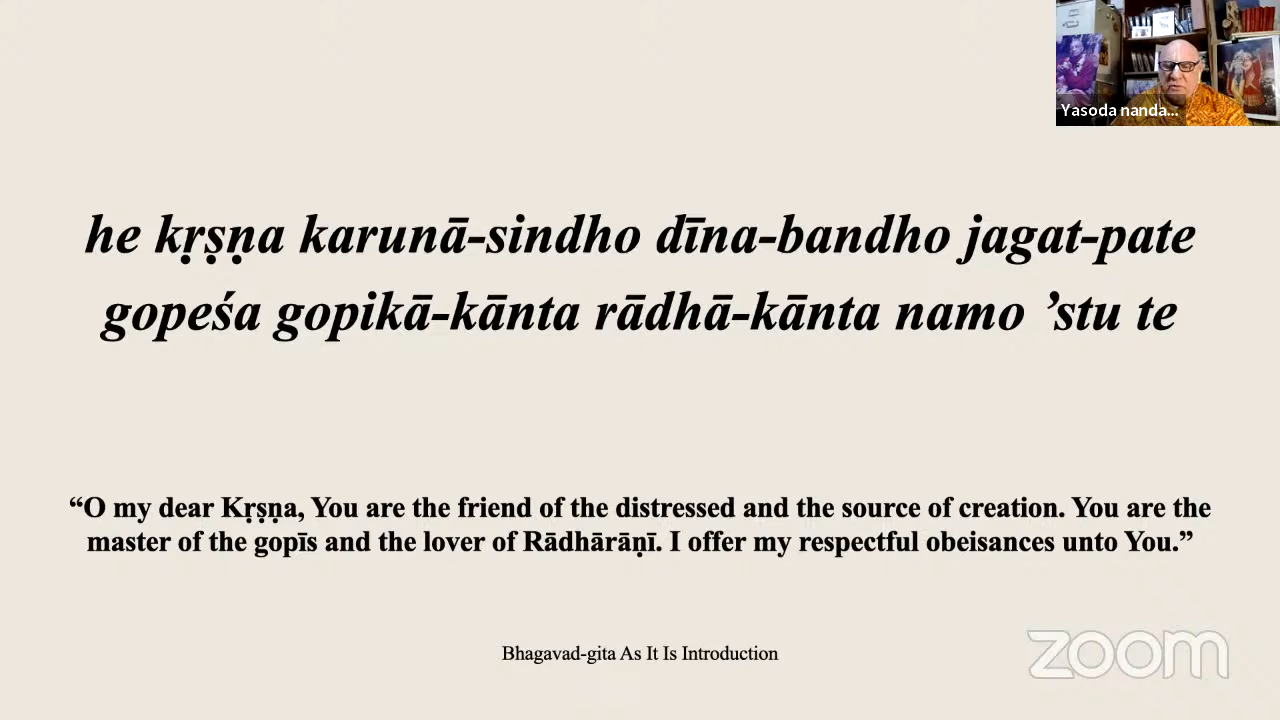 Yasoda nanda...
he kṛṣṇa karunā-sindho dīna-bandho jagat-pate
gopeśa gopikā-kānta rādhā-kānta namo ’stu te
“O my dear Kṛṣṇa, You are the friend of the distressed and the source of creation. You are the
master of the gopīs and the lover of Rādhārāṇī. I offer my respectful obeisances unto You.”
Bhagavad-gita As It Is Introduction
zoom